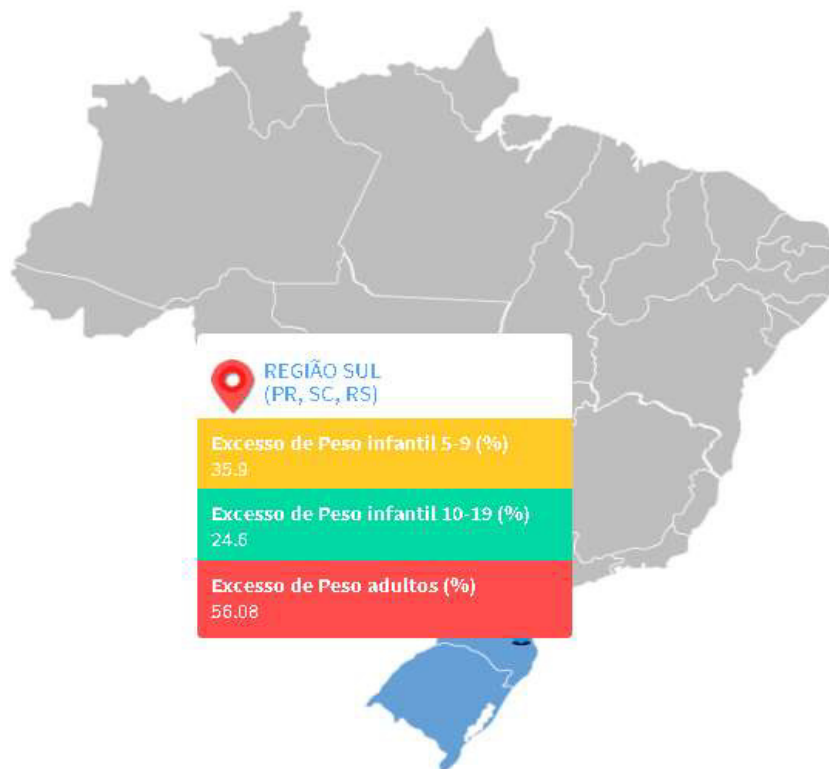 REGIÃO SUL
(PR, SC, RS)
Excesso de Peso infantil 5-9 (%)
35.9
Excesso de Peso infantil 10-19 (%)
24.6
Excesso de Peso adultos (%)
56.08